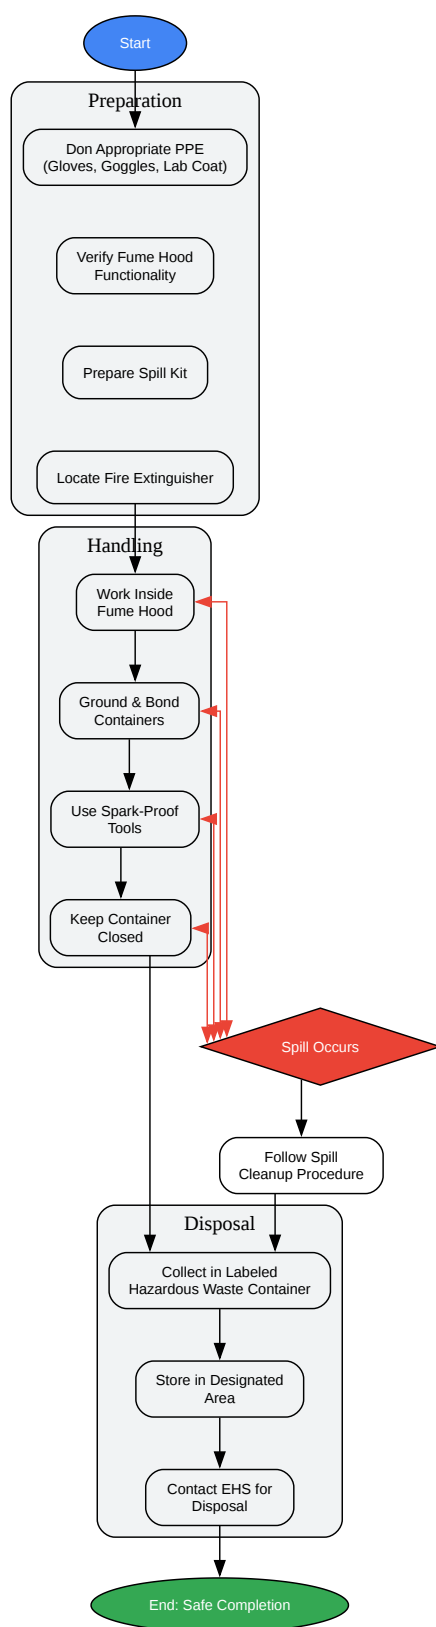 Start
Preparation
Don Appropriate PPE
(Gloves, Goggles, Lab Coat)
Verify Fume Hood
Functionality
Prepare Spill Kit
Locate Fire Extinguisher
Handling
Work Inside
Fume Hood
Ground & Bond
Containers
Use Spark-Proof
Tools
Keep Container
Closed
Spill Occurs
Follow Spill
Cleanup Procedure
Disposal
Collect in Labeled
Hazardous Waste Container
Store in Designated
Area
Contact EHS for
Disposal
End: Safe Completion